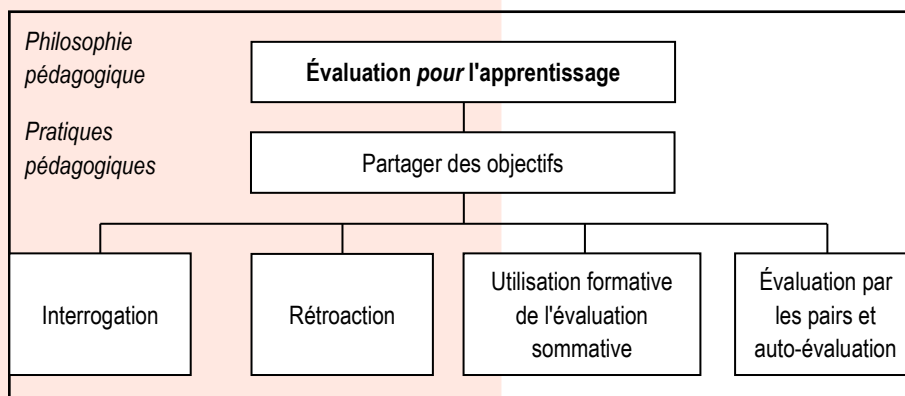 Philosophie
pédagogique
Évaluation pour l'apprentissage
Pratiques
pédagogiques
Partager des objectifs
Interrogation
Rétroaction
Utilisation formative
de l'évaluation
sommative
Évaluation par
les pairs et
auto-évaluation